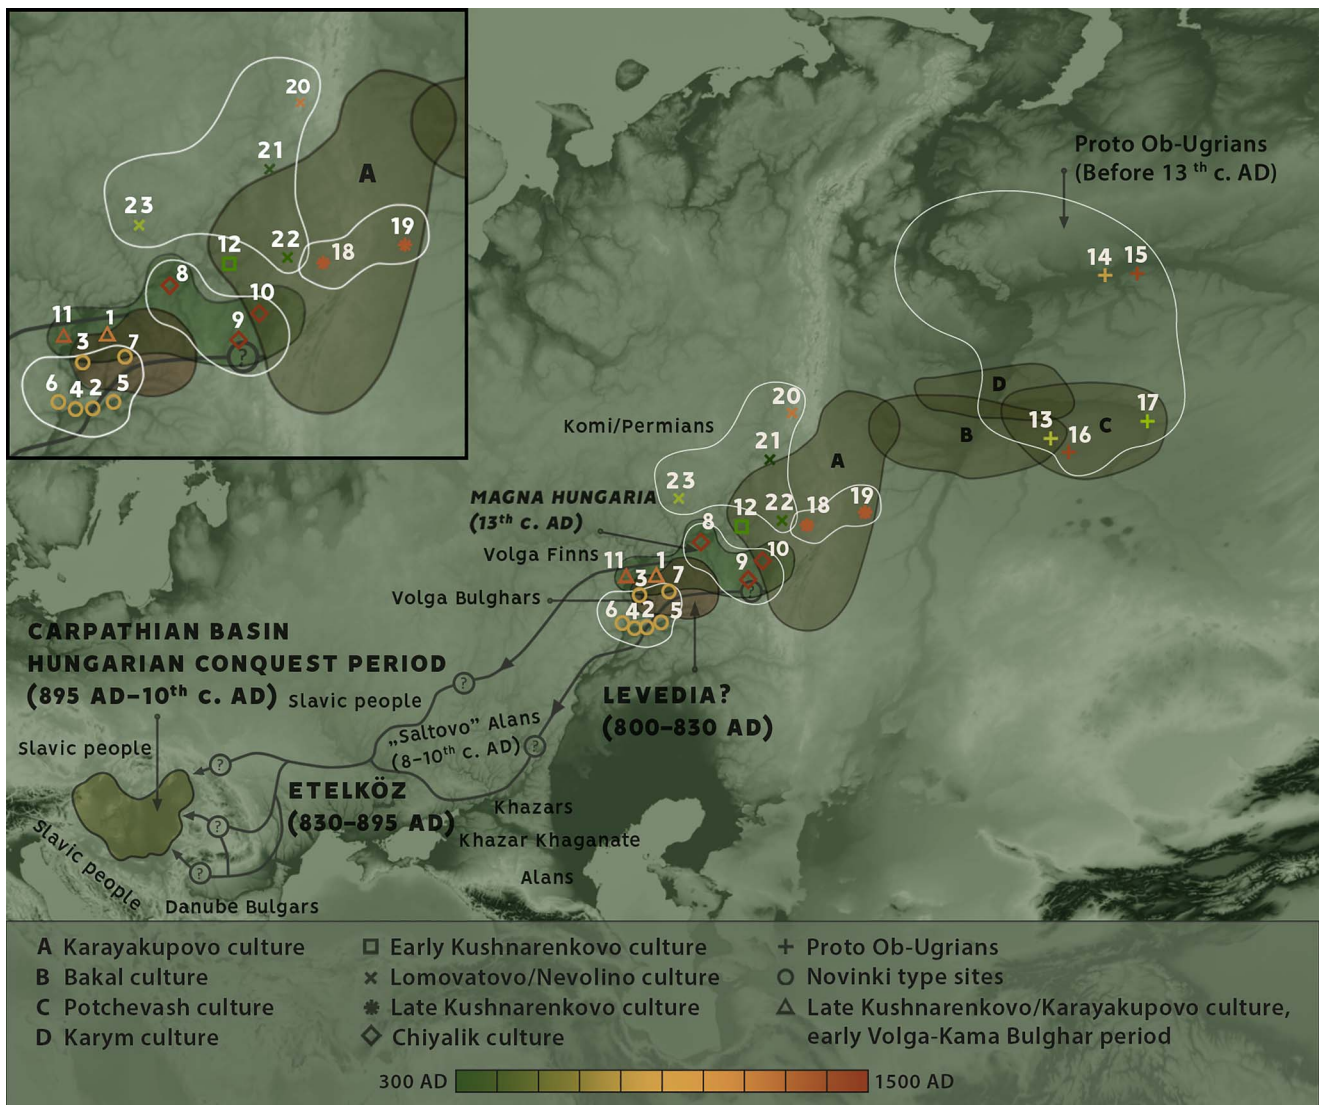 20
21
A
23
19
12
22
18
8
10
11
1
9
3
7
?
6
4
2
5
Proto Ob-Ugrians
(Before 13 th c. AD)
14
15
D
20
Komi/Permians
13
C
17
21
B
16
A
23
MAGNA HUNGARIA
(13th c. AD)
12
22
18
19
8
Volga Finns
11
1
9
10
3
7
?
Volga Bulghars
6
4
2
5
CARPATHIAN BASIN
HUNGARIAN CONQUEST PERIOD
(895 AD–10th c. AD)
Slavic people
?
LEVEDIA?
(800–830 AD)
„Saltovo” Alans
(8–10th c. AD)
?
Slavic people
?
ETELKÖZ
(830–895 AD)
Khazars
?
Khazar Khaganate
Slavic people
?
Alans
Danube Bulgars
A Karayakupovo culture
B Bakal culture
C Potchevash culture
D Karym culture
Early Kushnarenkovo culture
Lomovatovo/Nevolino culture
Late Kushnarenkovo culture
Chiyalik culture
Proto Ob-Ugrians
Novinki type sites
Late Kushnarenkovo/Karayakupovo culture,
early Volga-Kama Bulghar period
300 AD
1500 AD